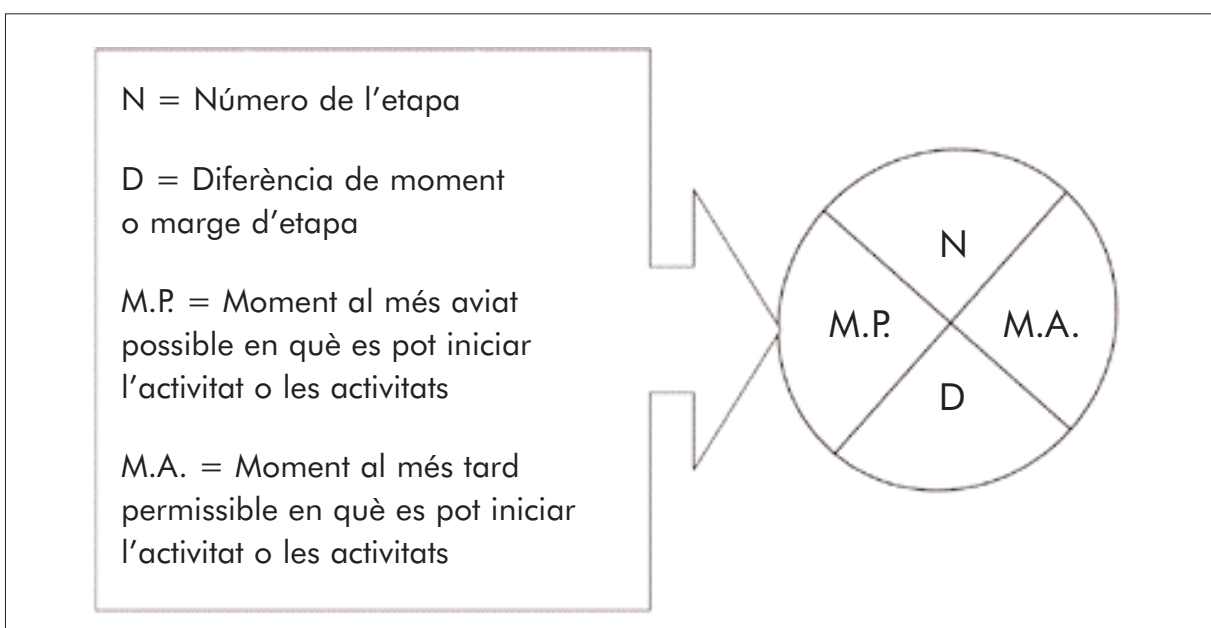 N = Número de l'etapa
D = Diferència de moment
o marge d'etapa
M.P. = Moment al més aviat
possible en què es pot iniciar
l'activitat o les activitats
M.A. = Moment al més tard
permissible en què es pot iniciar
l'activitat o les activitats
N
M.P.
M.A.
D